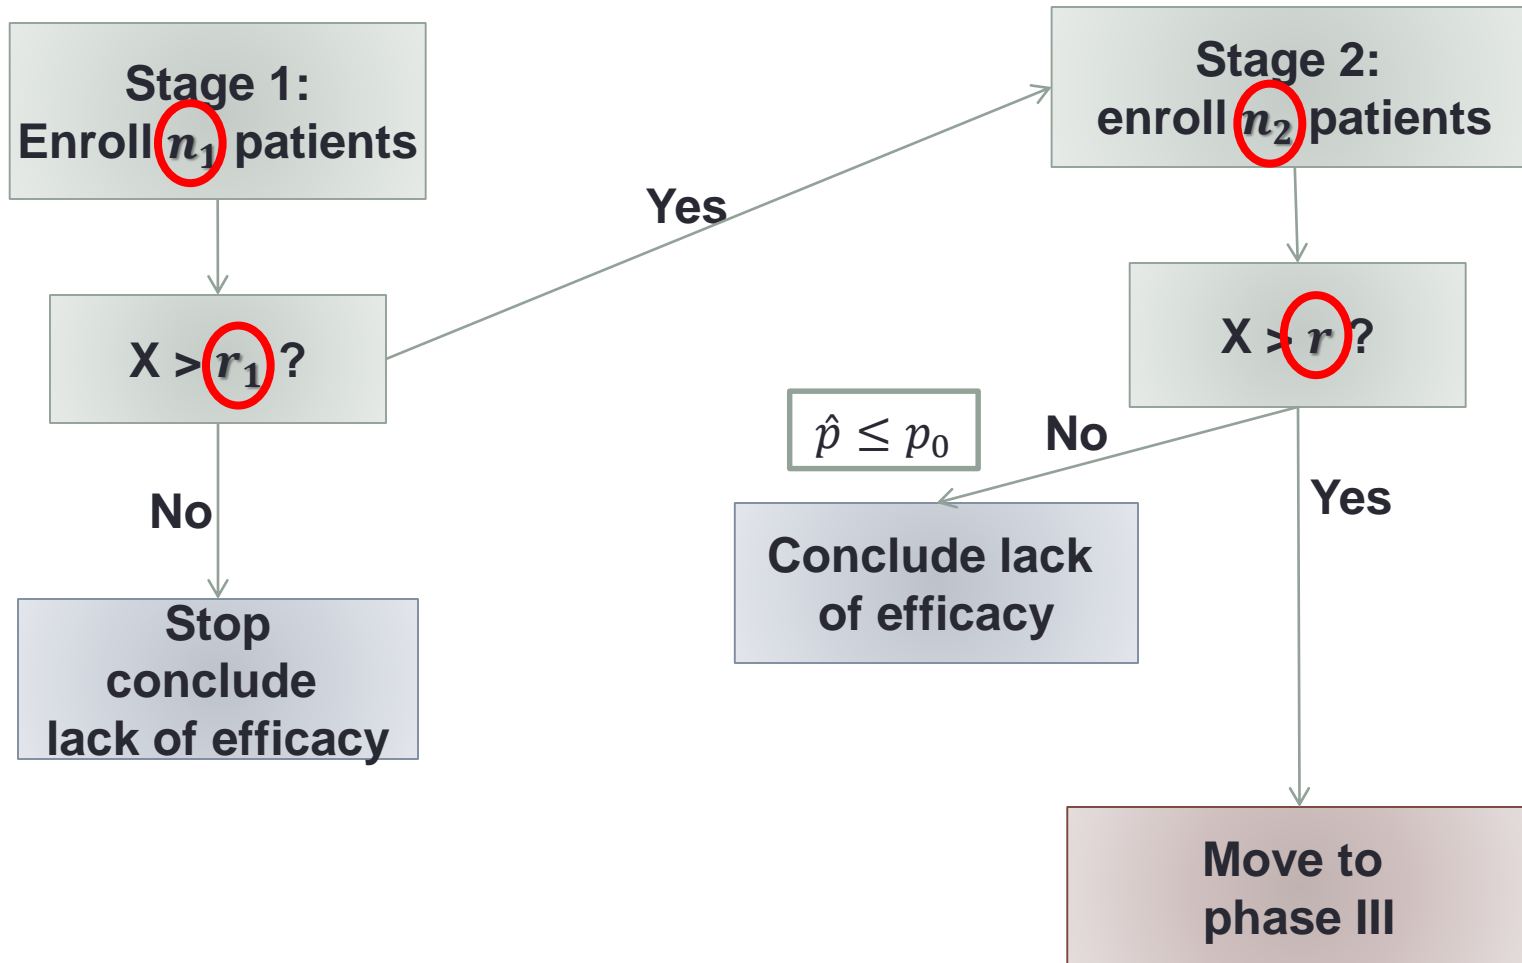 Stage 1:
Enroll n₁ patients
X > r₁ ?
No
Stop
conclude
lack of efficacy
Yes
Stage 2:
enroll n₂ patients
X > r ?
No
p̂ ≤ p₀
Conclude lack
of efficacy
Yes
Move to
phase III